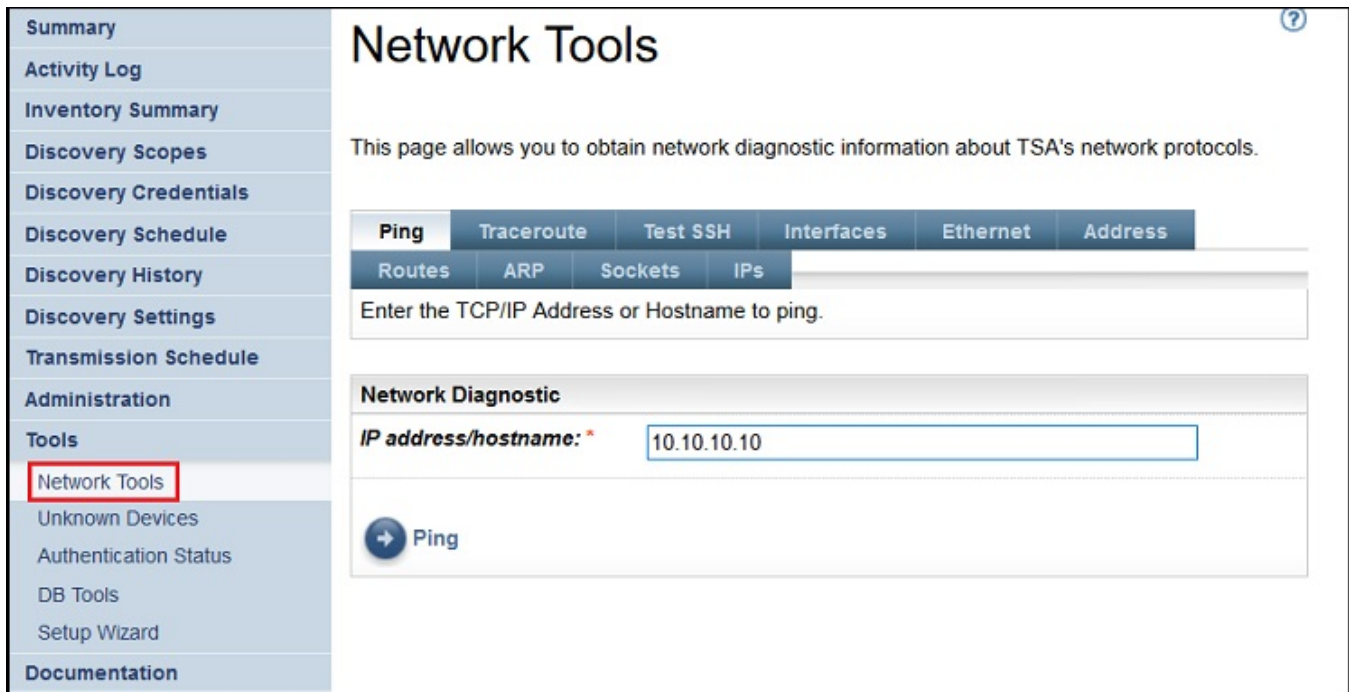 Summary
Activity Log
Inventory Summary
Discovery Scopes
Discovery Credentials
Discovery Schedule
Discovery History
Discovery Settings
Transmission Schedule
Administration
Tools
Network Tools
Unknown Devices
Authentication Status
DB Tools
Setup Wizard
Documentation
?
Network Tools
This page allows you to obtain network diagnostic information about TSA's network protocols.
Ping Traceroute Test SSH Interfaces Ethernet Address
Routes ARP Sockets IPs
Enter the TCP/IP Address or Hostname to ping.
Network Diagnostic
IP address/hostname: * 10.10.10.10
Ping